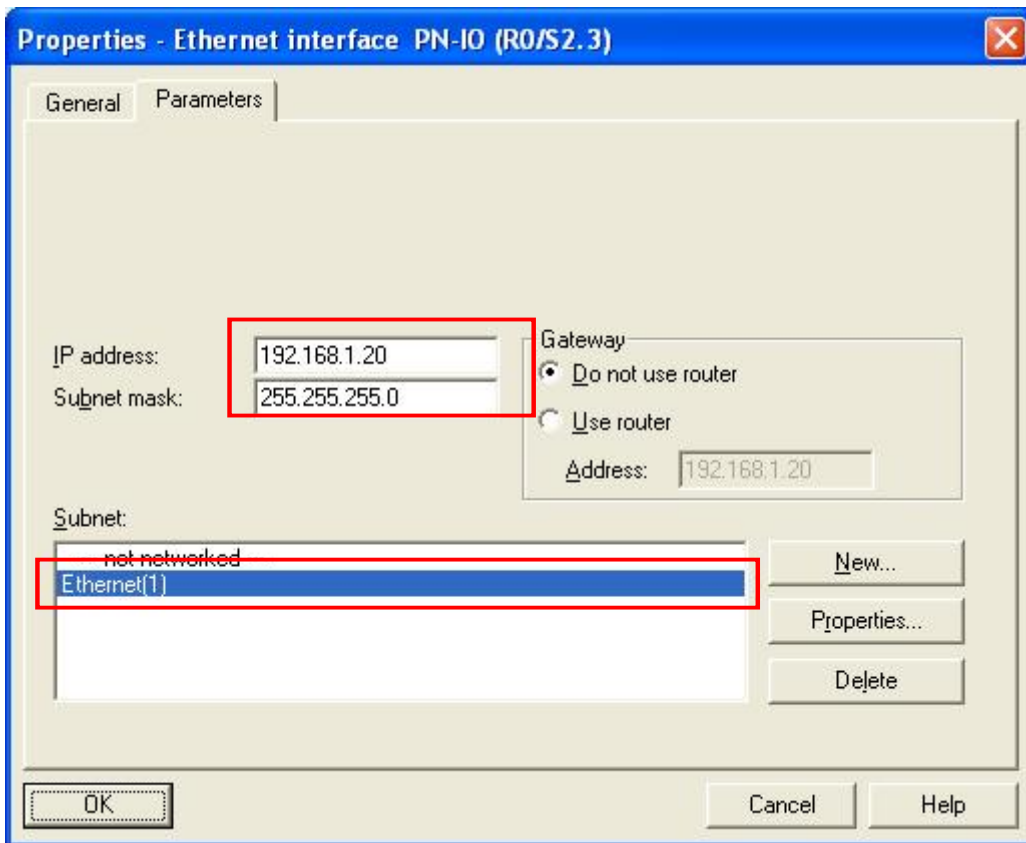 Properties - Ethernet interface PN-IO (R0/S2.3)
General
Parameters
IP address:
192.168.1.20
Subnet mask:
255.255.255.0
Gateway
Do not use router
Use router
Address:
192.168.1.20
Subnet:
--- not networked ---
Ethernet(1)
New...
Properties...
Delete
OK
Cancel
Help